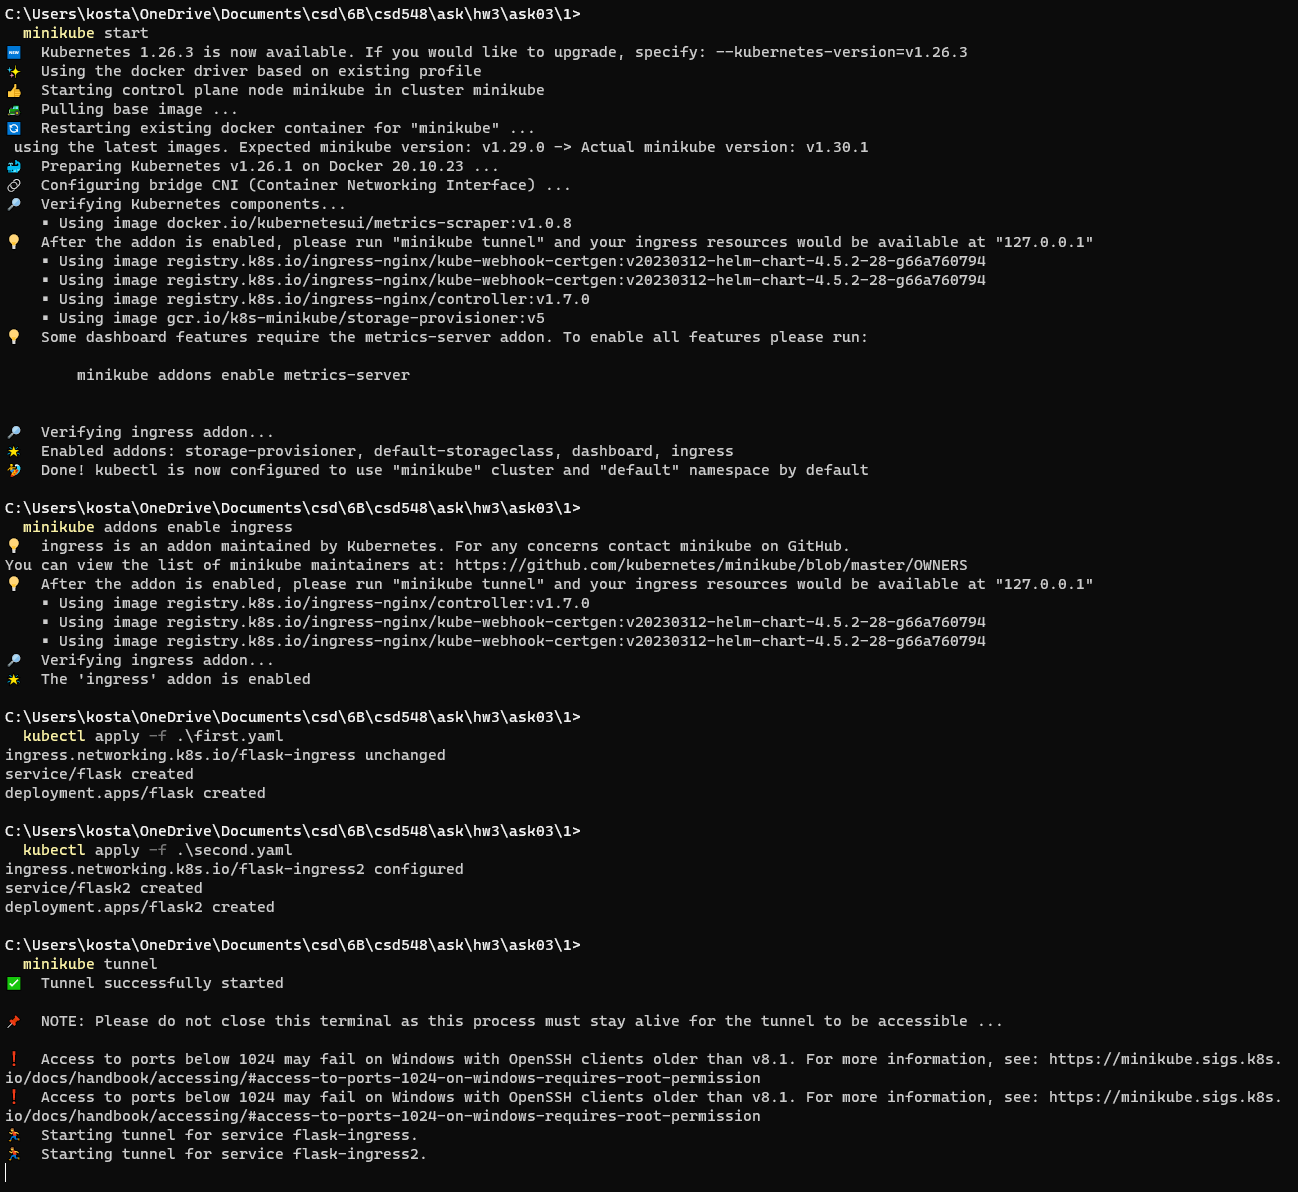 C:\Users\kosta\OneDrive\Documents\csd\6B\csd548\ask\hw3\ask03\1>
minikube start
Kubernetes 1.26.3 is now available. If you would like to upgrade, specify: --kubernetes-version=v1.26.3
Using the docker driver based on existing profile
Starting control plane node minikube in cluster minikube
Pulling base image ...
Restarting existing docker container for "minikube" ...
using the latest images. Expected minikube version: v1.29.0 -> Actual minikube version: v1.30.1
Preparing Kubernetes v1.26.1 on Docker 20.10.23 ...
Configuring bridge CNI (Container Networking Interface) ...
Verifying Kubernetes components...
▪ Using image docker.io/kubernetesui/metrics-scraper:v1.0.8
After the addon is enabled, please run "minikube tunnel" and your ingress resources would be available at "127.0.0.1"
▪ Using image registry.k8s.io/ingress-nginx/kube-webhook-certgen:v20230312-helm-chart-4.5.2-28-g66a760794
▪ Using image registry.k8s.io/ingress-nginx/kube-webhook-certgen:v20230312-helm-chart-4.5.2-28-g66a760794
▪ Using image registry.k8s.io/ingress-nginx/controller:v1.7.0
▪ Using image gcr.io/k8s-minikube/storage-provisioner:v5
Some dashboard features require the metrics-server addon. To enable all features please run:
minikube addons enable metrics-server
Verifying ingress addon...
Enabled addons: storage-provisioner, default-storageclass, dashboard, ingress
Done! kubectl is now configured to use "minikube" cluster and "default" namespace by default
C:\Users\kosta\OneDrive\Documents\csd\6B\csd548\ask\hw3\ask03\1>
minikube addons enable ingress
ingress is an addon maintained by Kubernetes. For any concerns contact minikube on GitHub.
You can view the list of minikube maintainers at: https://github.com/kubernetes/minikube/blob/master/OWNERS
After the addon is enabled, please run "minikube tunnel" and your ingress resources would be available at "127.0.0.1"
▪ Using image registry.k8s.io/ingress-nginx/controller:v1.7.0
▪ Using image registry.k8s.io/ingress-nginx/kube-webhook-certgen:v20230312-helm-chart-4.5.2-28-g66a760794
▪ Using image registry.k8s.io/ingress-nginx/kube-webhook-certgen:v20230312-helm-chart-4.5.2-28-g66a760794
Verifying ingress addon...
The 'ingress' addon is enabled
C:\Users\kosta\OneDrive\Documents\csd\6B\csd548\ask\hw3\ask03\1>
kubectl apply -f .\first.yaml
ingress.networking.k8s.io/flask-ingress unchanged
service/flask created
deployment.apps/flask created
C:\Users\kosta\OneDrive\Documents\csd\6B\csd548\ask\hw3\ask03\1>
kubectl apply -f .\second.yaml
ingress.networking.k8s.io/flask-ingress2 configured
service/flask2 created
deployment.apps/flask2 created
C:\Users\kosta\OneDrive\Documents\csd\6B\csd548\ask\hw3\ask03\1>
minikube tunnel
Tunnel successfully started
NOTE: Please do not close this terminal as this process must stay alive for the tunnel to be accessible ...
❗ Access to ports below 1024 may fail on Windows with OpenSSH clients older than v8.1. For more information, see: https://minikube.sigs.k8s.
io/docs/handbook/accessing/#access-to-ports-1024-on-windows-requires-root-permission
❗ Access to ports below 1024 may fail on Windows with OpenSSH clients older than v8.1. For more information, see: https://minikube.sigs.k8s.
io/docs/handbook/accessing/#access-to-ports-1024-on-windows-requires-root-permission
Starting tunnel for service flask-ingress.
Starting tunnel for service flask-ingress2.